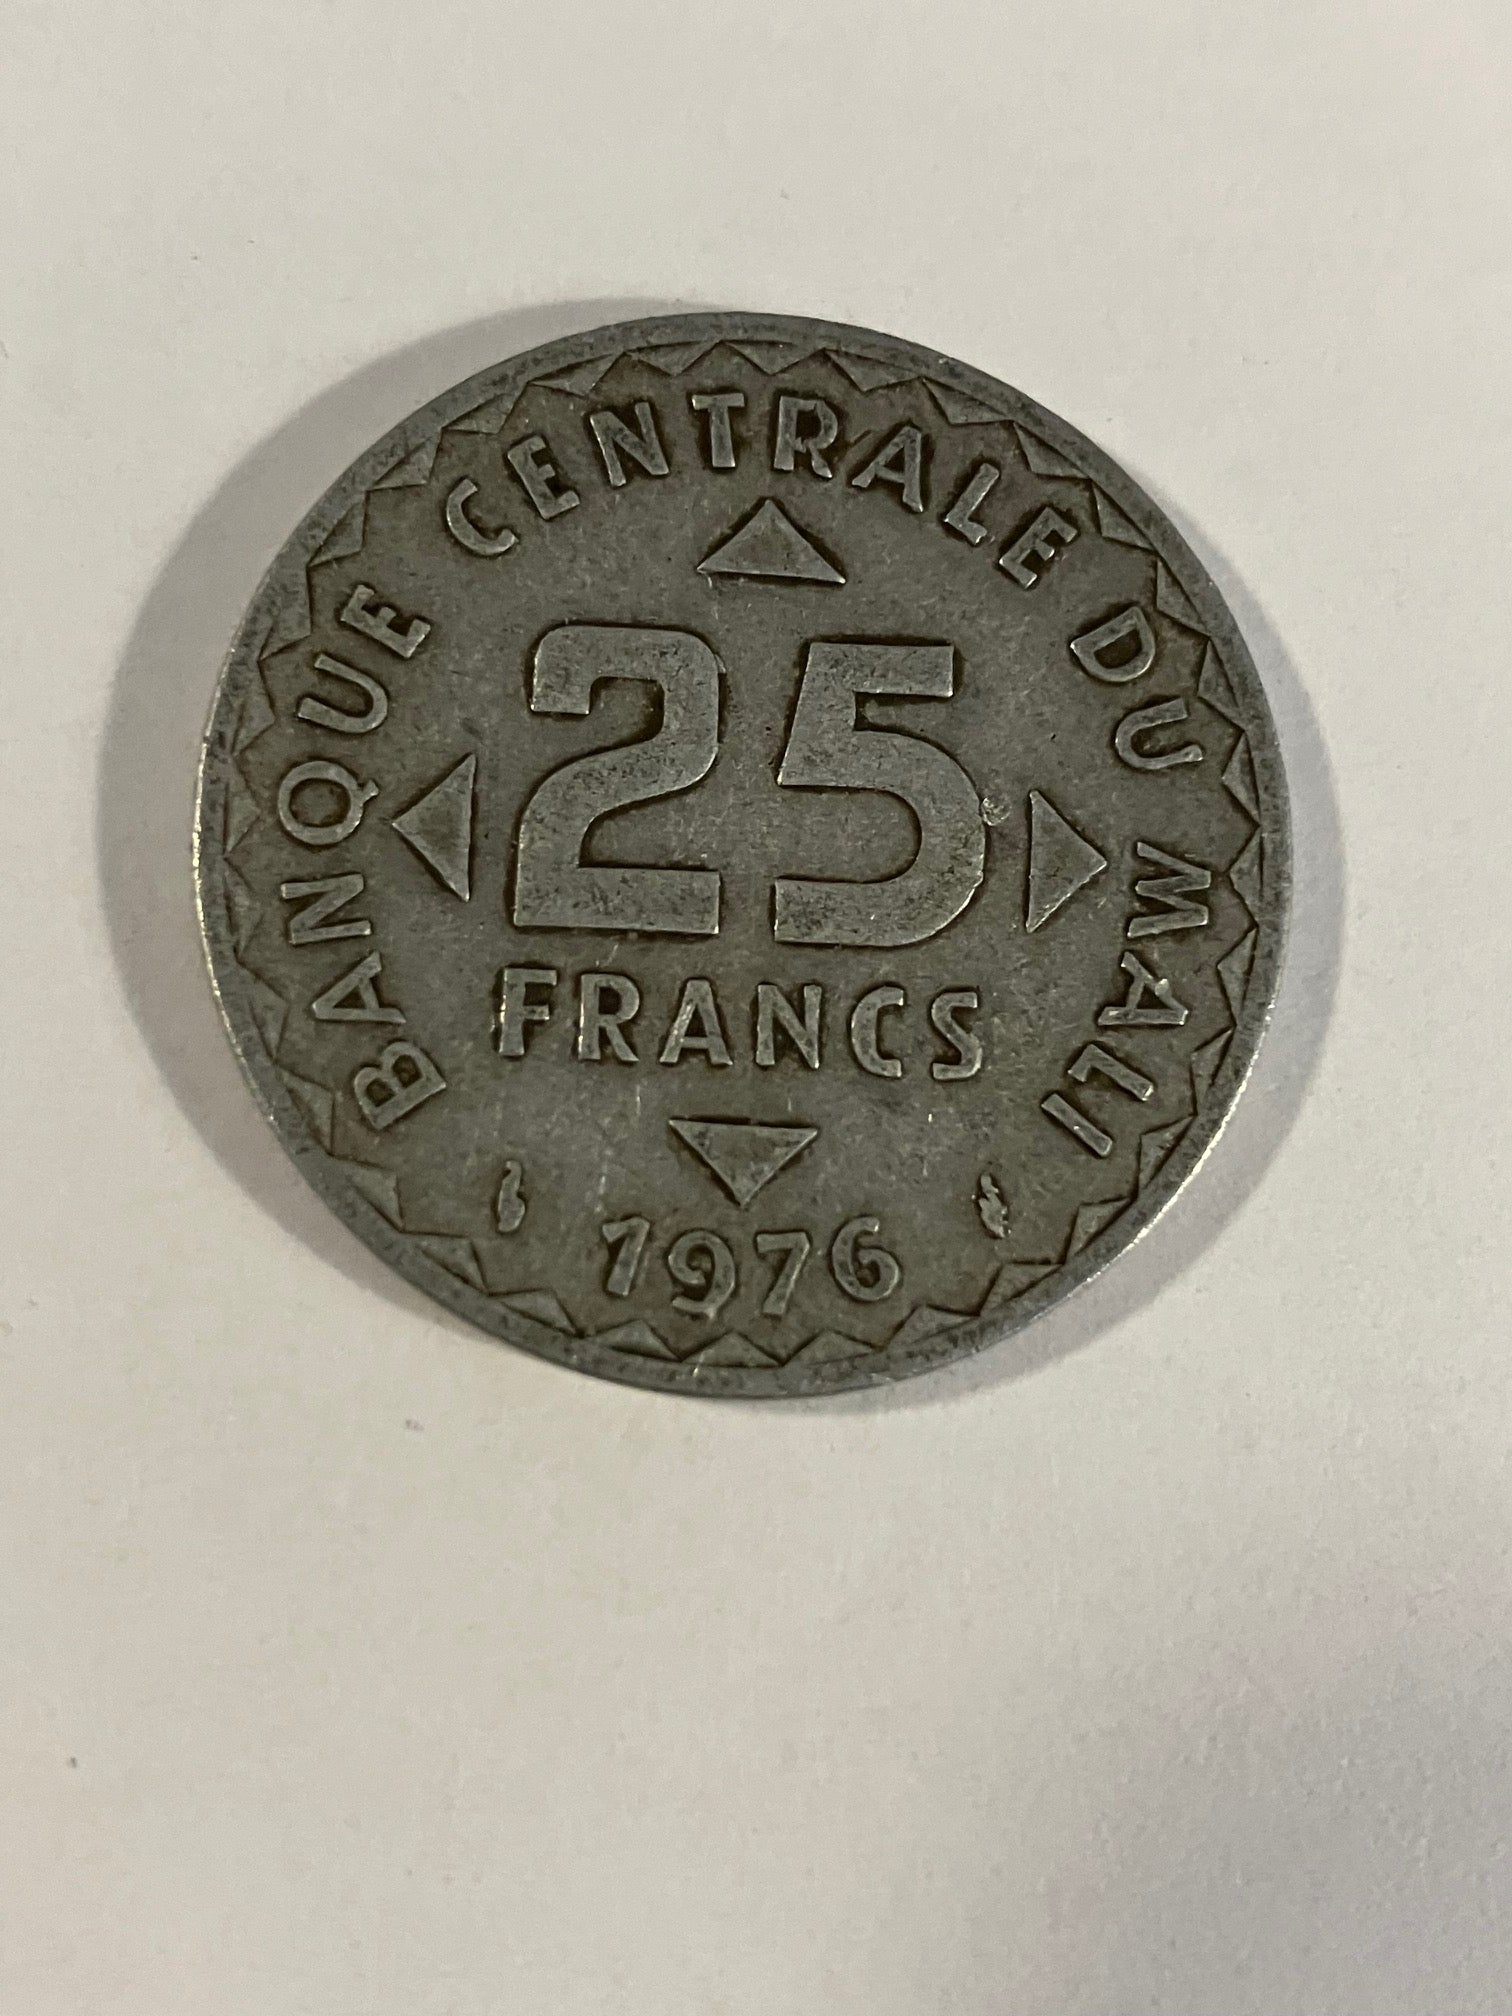 BANQUE CENTRALE DU MALI
25
FRANCS
1976